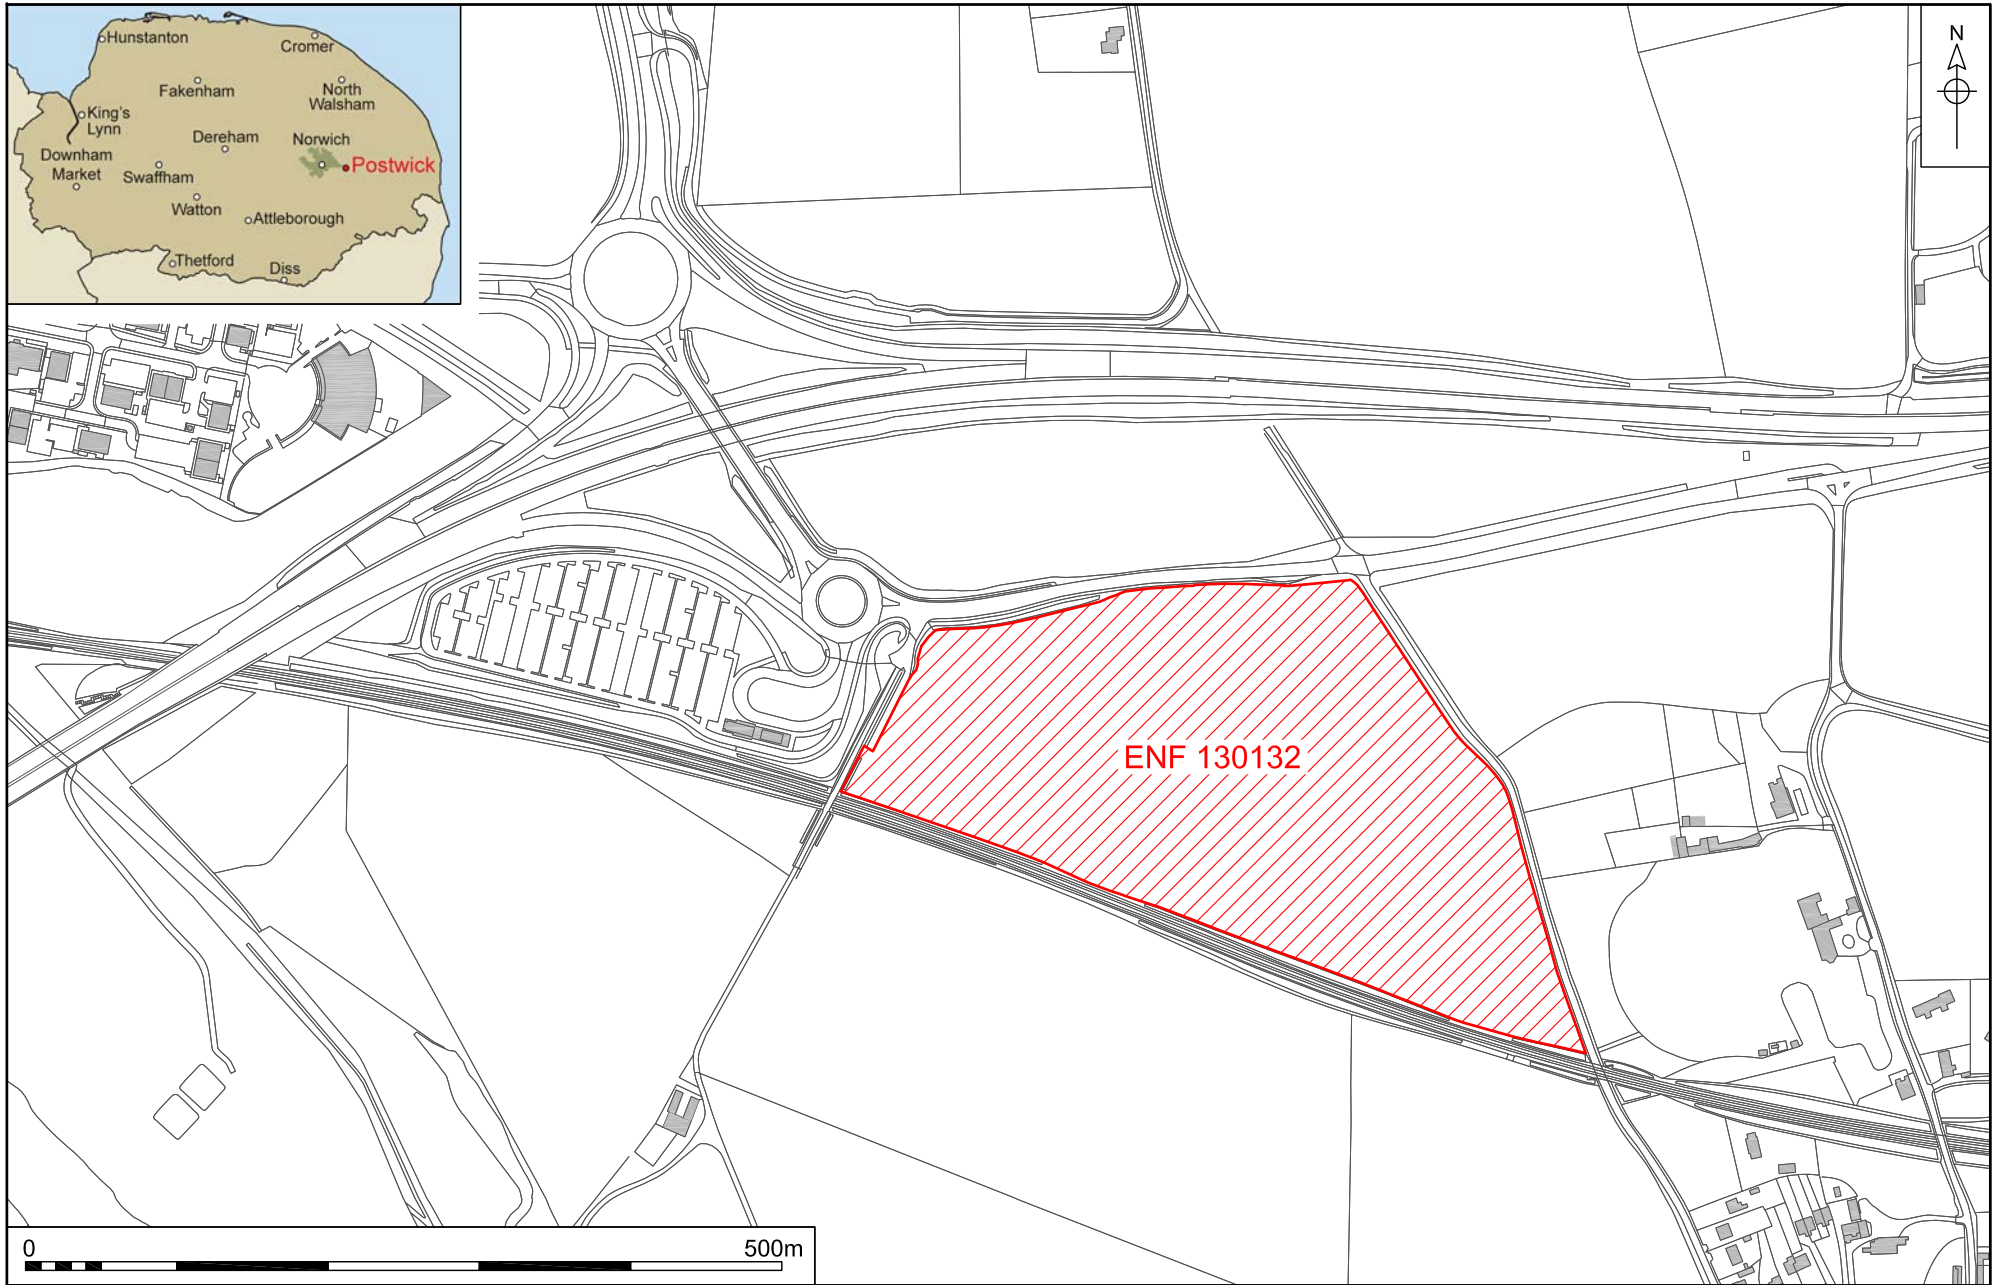 Hunstanton
Cromer
Fakenham
North
Walsham
King's
Lynn
Dereham
Norwich
Downham
Market
Swaffham
Postwick
Watton
Attleborough
Thetford
Diss
N
ENF 130132
0 500m